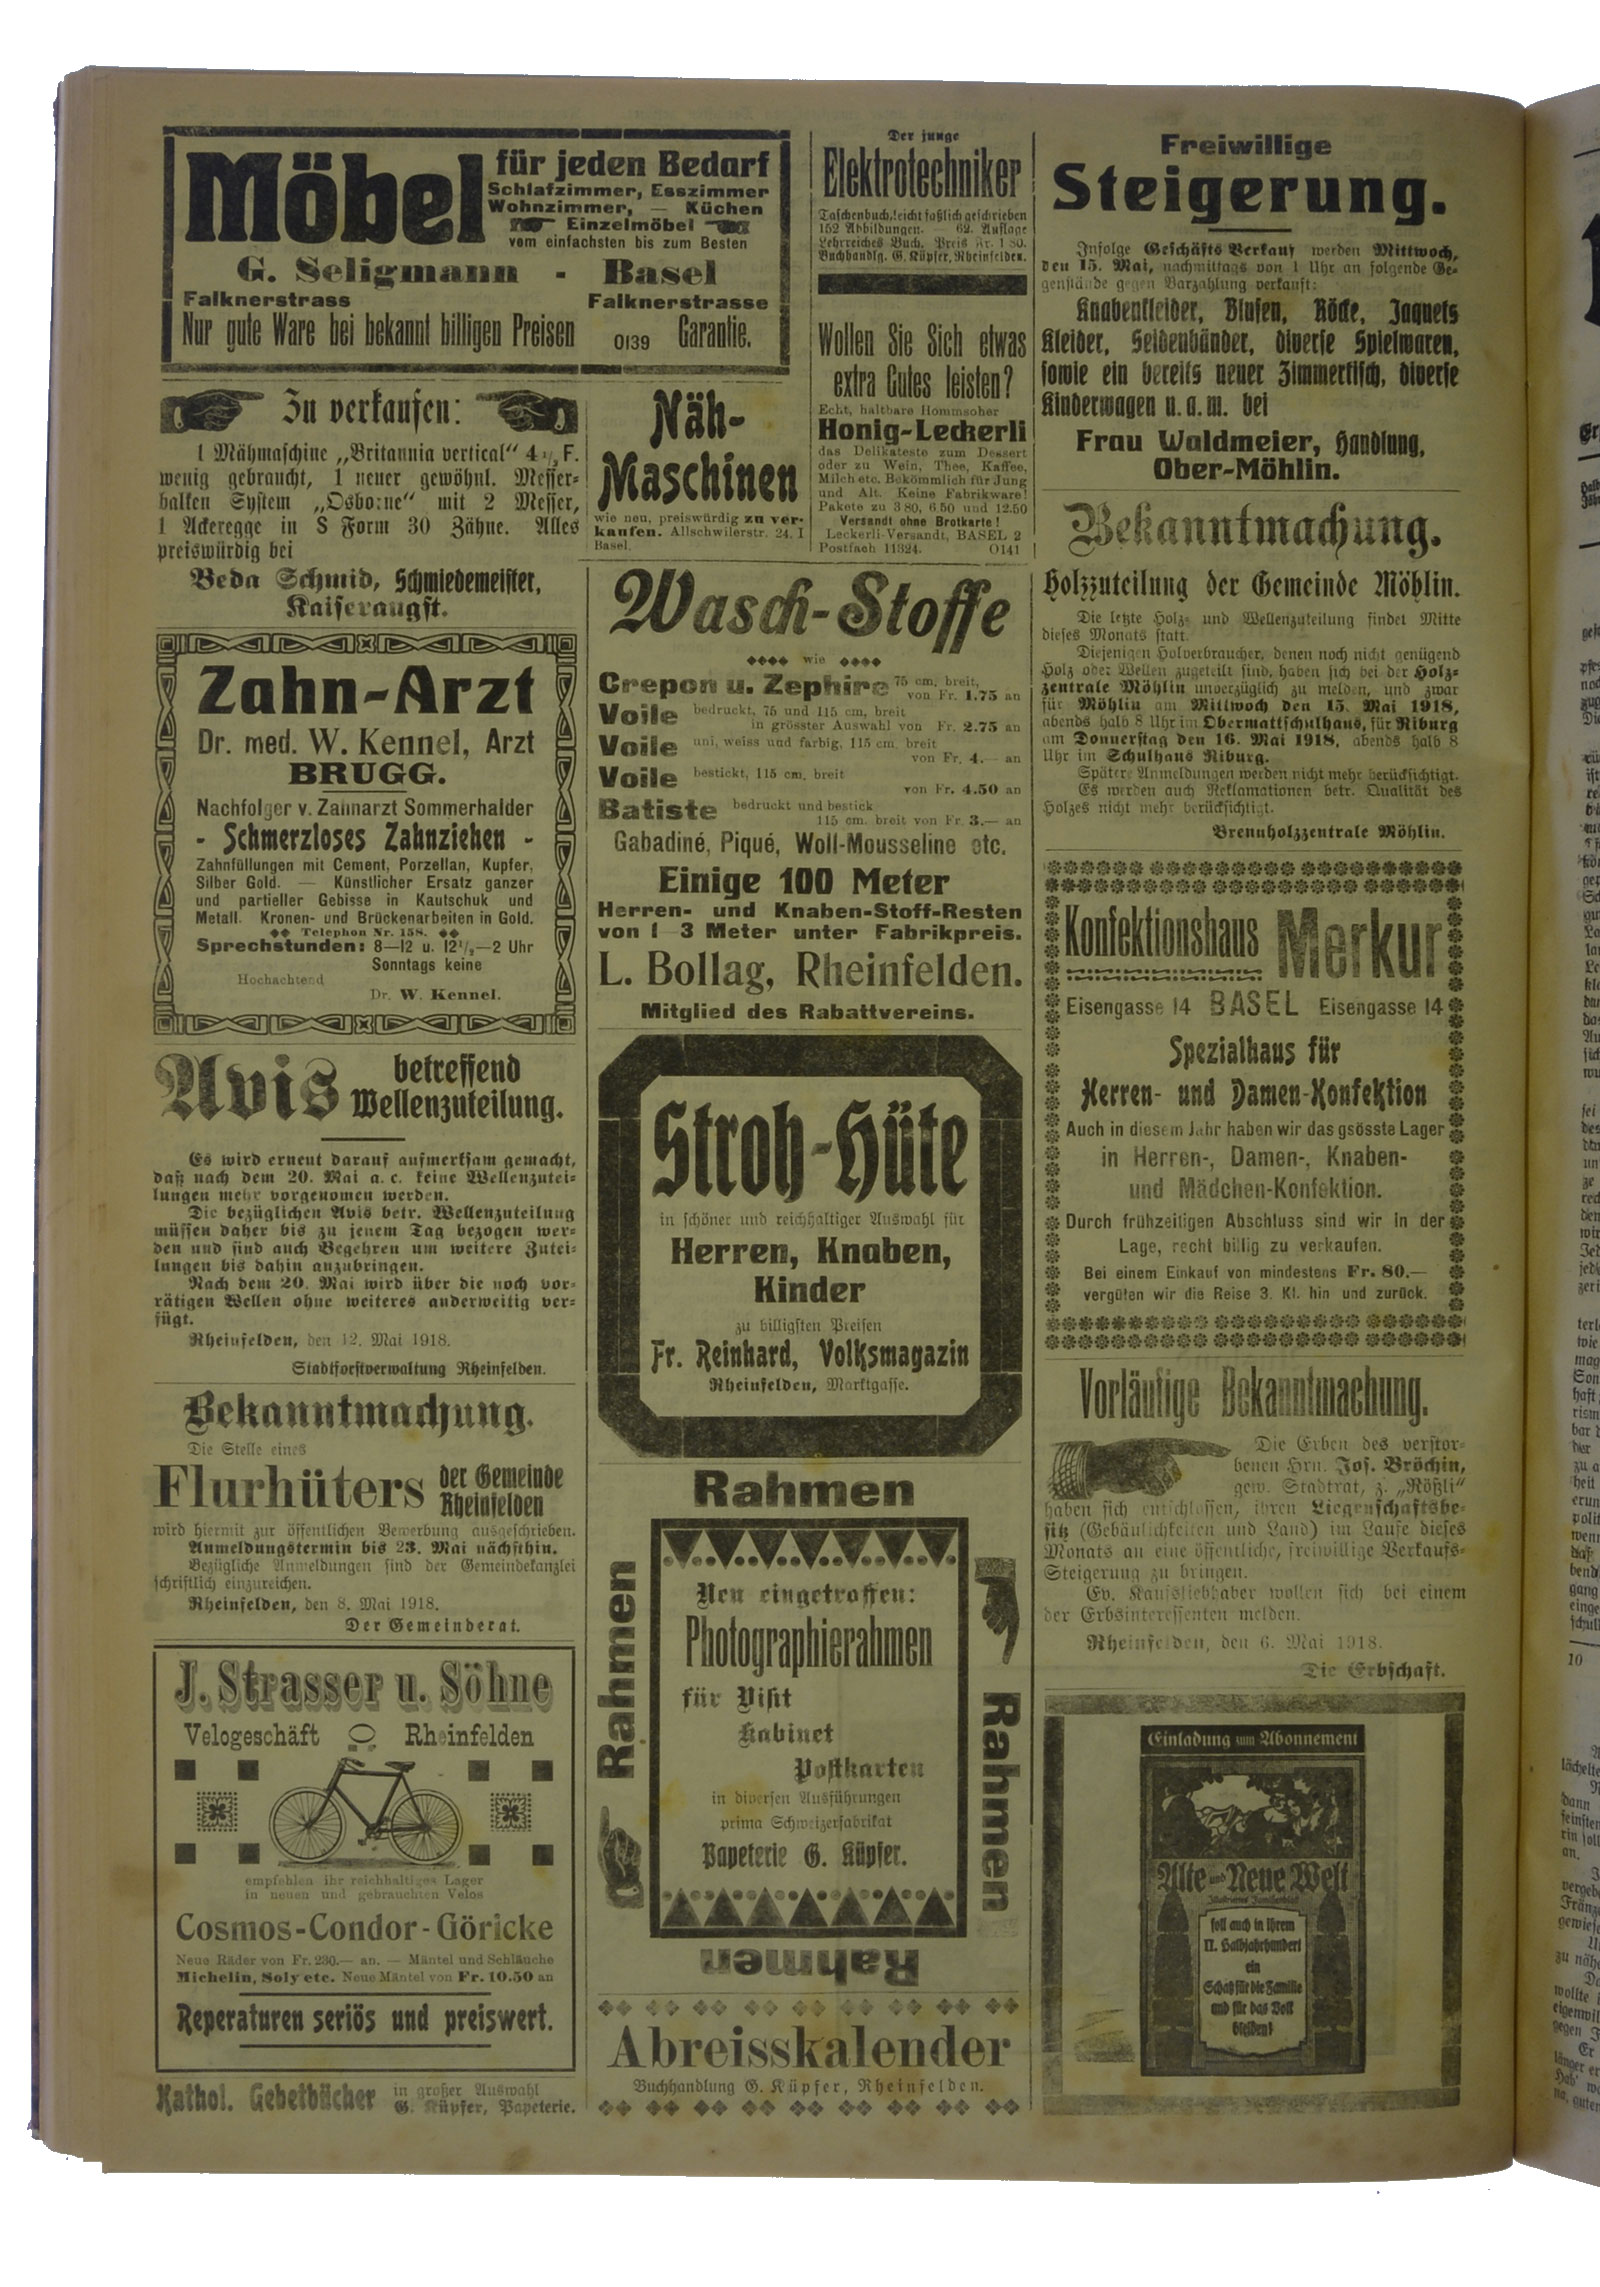 Möbel
für jeden Bedarf
Schlafzimmer, Esszimmer
Wohnzimmer, — Küchen
Einzelmöbel
vom einfachsten bis zum Besten
G. Seligmann - Basel
Falknerstrass Falknerstrasse
Nur gute Ware bei bekannt billigen Preisen O139 Garantie.
Zu verkaufen:
1 Mähmaschine „Britannia vertical“ 4½ F.
wenig gebraucht, 1 neuer gewöhnl. Messer-
balken System „Osborne“ mit 2 Messer,
1 Ackeregge in S Form 30 Zähne. Alles
preiswürdig bei
Beda Schmid, Schmiedemeister,
Kaiseraugst.
Zahn-Arzt
Dr. med. W. Kennel, Arzt
BRUGG.
Nachfolger v. Zahnarzt Sommerhalder
- Schmerzloses Zahnziehen -
Zahnfüllungen mit Cement, Porzellan, Kupfer,
Silber Gold. — Künstlicher Ersatz ganzer
und partieller Gebisse in Kautschuk und
Metall. Kronen- und Brückenarbeiten in Gold.
Telephon Nr. 158.
Sprechstunden: 8—12 u. 12½—2 Uhr
Sonntags keine
Hochachtend
Dr. W. Kennel.
Avis betreffend
Wellenzuteilung.
Es wird erneut darauf aufmerksam gemacht,
daß nach dem 20. Mai a. c. keine Wellenzutei-
lungen mehr vorgenomen werden.
Die bezüglichen Avis betr. Wellenzuteilung
müssen daher bis zu jenem Tag bezogen wer-
den und sind auch Begehren um weitere Zutei-
lungen bis dahin anzubringen.
Nach dem 20. Mai wird über die noch vor-
rätigen Wellen ohne weiteres anderweitig ver-
fügt.
Rheinfelden, den 12. Mai 1918.
Stadtforstverwaltung Rheinfelden.
Bekanntmachung.
Die Stelle eines
Flurhüters der Gemeinde
Rheinfelden
wird hiermit zur öffentlichen Bewerbung ausgeschrieben.
Anmeldungstermin bis 23. Mai nächsthin.
Bezügliche Anmeldungen sind der Gemeindekanzlei
schriftlich einzureichen.
Rheinfelden, den 8. Mai 1918.
Der Gemeinderat.
J. Strasser u. Söhne
Velogeschäft Rheinfelden
empfehlen ihr reichhaltiges Lager
in neuen und gebrauchten Velos
Cosmos-Condor-Göricke
Neue Räder von Fr. 230.— an. — Mäntel und Schläuche
Michelin, Soly etc. Neue Mäntel von Fr. 10.50 an
Reperaturen seriös und preiswert.
Kathol. Gebetbücher in großer Auswahl
G. Küpfer, Papeterie.
Näh-
Maschinen
wie neu, preiswürdig zu ver-
kaufen. Allschwilerstr. 24. I
Basel.
Der junge
Elektrotechniker
Taschenbuch, leicht faßlich geschrieben
152 Abbildungen. — 62. Auflage
Lehrreiches Buch. Preis Fr. 1 80.
Buchhandlg. G. Küpfer, Rheinfelden.
Wollen Sie Sich etwas
extra Gutes leisten?
Echt, haltbare Hommsoher
Honig-Leckerli
das Delikateste zum Dessert
oder zu Wein, Thee, Kaffee,
Milch etc. Bekömmlich für Jung
und Alt. Keine Fabrikware!
Pakete zu 3 80, 6.50 und 12.50
Versandt ohne Brotkarte!
Leckerli-Versandt, BASEL 2
Postfach 11324. O141
Wasch-Stoffe
wie
Crepon u. Zephire 75 cm, breit,
von Fr. 1.75 an
Voile bedruckt, 75 und 115 cm, breit
in grösster Auswahl von Fr. 2.75 an
Voile uni, weiss und farbig, 115 cm. breit
von Fr. 4.— an
Voile bestickt, 115 cm, breit
von Fr. 4.50 an
Batiste bedruckt und bestick
115 cm. breit von Fr. 3.— an
Gabadiné, Piqué, Woll-Mousseline etc.
Einige 100 Meter
Herren- und Knaben-Stoff-Resten
von 1—3 Meter unter Fabrikpreis.
L. Bollag, Rheinfelden.
Mitglied des Rabattvereins.
Stroh-Hüte
in schöner und reichhaltiger Auswahl für
Herren, Knaben,
Kinder
zu billigsten Preisen
Fr. Reinhard, Volksmagazin
Rheinfelden, Marktgasse.
Rahmen
Rahmen
Neu eingetroffen:
Photographierahmen
für Visit
Kabinet
Postkarten
in diversen Ausführungen
prima Schweizerfabrikat
Papeterie G. Küpfer.
Rahmen
Rahmen
Abreisskalender
Buchhandlung G. Küpfer, Rheinfelden.
Freiwillige
Steigerung.
Infolge Geschäfts Verkauf werden Mittwoch,
den 15. Mai, nachmittags von 1 Uhr an folgende Ge-
genstände gegen Barzahlung verkauft:
Knabenkleider, Blusen, Röcke, Jaquets
Kleider, Seidenbänder, diverse Spielwaren,
sowie ein bereits neuer Zimmertisch, diverse
Kinderwagen u. a. m. bei
Frau Waldmeier, Handlung,
Ober-Möhlin.
Bekanntmachung.
Holzzuteilung der Gemeinde Möhlin.
Die letzte Holz- und Wellenzuteilung findet Mitte
dieses Monats statt.
Diejenigen Holverbraucher, denen noch nicht genügend
Holz oder Wellen zugeteilt sind, haben sich bei der Holz-
zentrale Möhlin unverzüglich zu melden, und zwar
für Möhlin am Mittwoch den 15. Mai 1918,
abends halb 8 Uhr im Obermattschulhaus, für Riburg
am Donnerstag den 16. Mai 1918, abends halb 8
Uhr im Schulhaus Riburg.
Spätere Anmeldungen werden nicht mehr berücksichtigt.
Es werden auch Reklamationen betr. Qualität des
Holzes nicht mehr berücksichtigt.
Brennholzzentrale Möhlin.
Konfektionshaus Merkur
Eisengasse 14 BASEL Eisengasse 14
Spezialhaus für
Herren- und Damen-Konfektion
Auch in diesem Jahr haben wir das gsösste Lager
in Herren-, Damen-, Knaben-
und Mädchen-Konfektion.
Durch frühzeitigen Abschluss sind wir in der
Lage, recht billig zu verkaufen.
Bei einem Einkauf von mindestens Fr. 80.—
vergüten wir die Reise 3. Kl. hin und zurück.
Vorläufige Bekanntmachung.
Die Erben des verstor-
benen Hrn. Jos. Bröchin,
gew. Stadtrat, z. „Rößli“
haben sich entschlossen, ihren Liegenschaftsbe-
sitz (Gebäulichkeiten und Land) im Laufe dieses
Monats an eine öffentliche, freiwillige Verkaufs-
Steigerung zu bringen.
Ev. Kaufsliebhaber wollen sich bei einem
der Erbsinteressenten melden.
Rheinfelden, den 6. Mai 1918.
Die Erbschaft.
Einladung zum Abonnement
Alte und Neue Welt
Illustriertes Familienblatt
soll auch in Ihrem
II. Halbjahrhundert
ein
Schatz für die Familie
und für das Volk
bleiben!